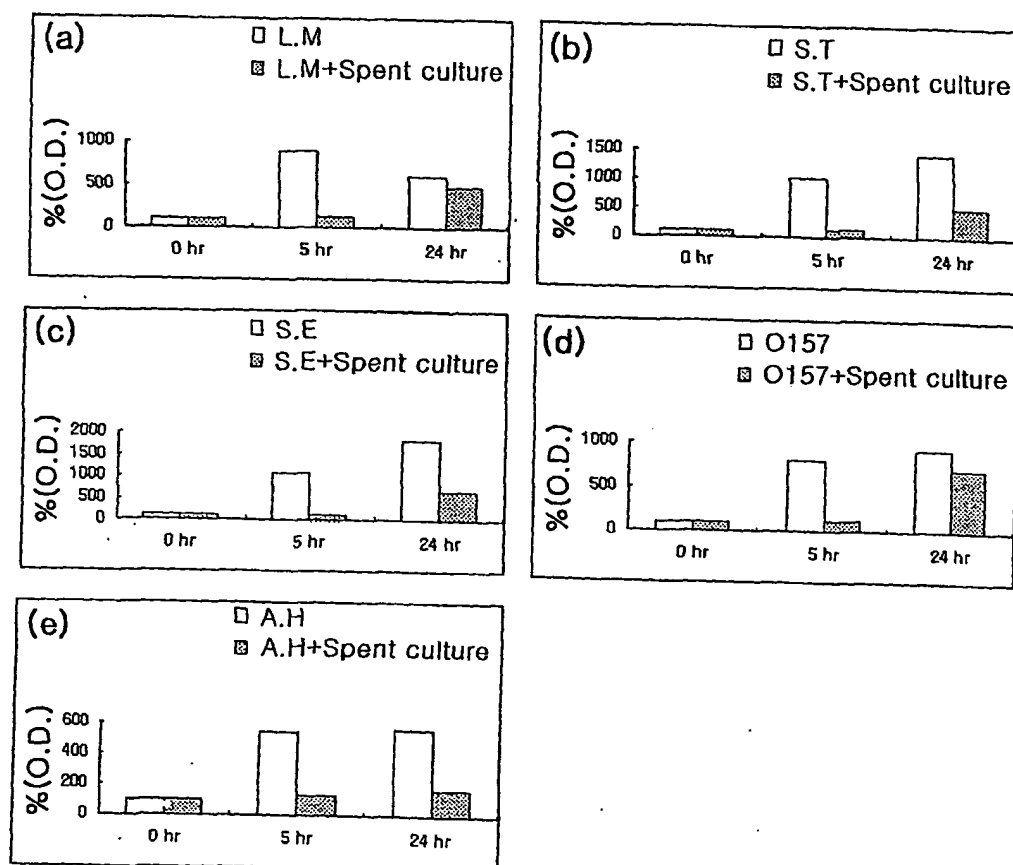 (a)
L.M
L.M+Spent culture
%(O.D.)
1000
500
0
0 hr 5 hr 24 hr
(b)
S.T
S.T+Spent culture
%(O.D.)
1500
1000
500
0
0 hr 5 hr 24 hr
(c)
S.E
S.E+Spent culture
%(O.D.)
2000
1500
1000
500
0
0 hr 5 hr 24 hr
(d)
O157
O157+Spent culture
%(O.D.)
1000
500
0
0 hr 5 hr 24 hr
(e)
A.H
A.H+Spent culture
%(O.D.)
600
400
200
0
0 hr 5 hr 24 hr